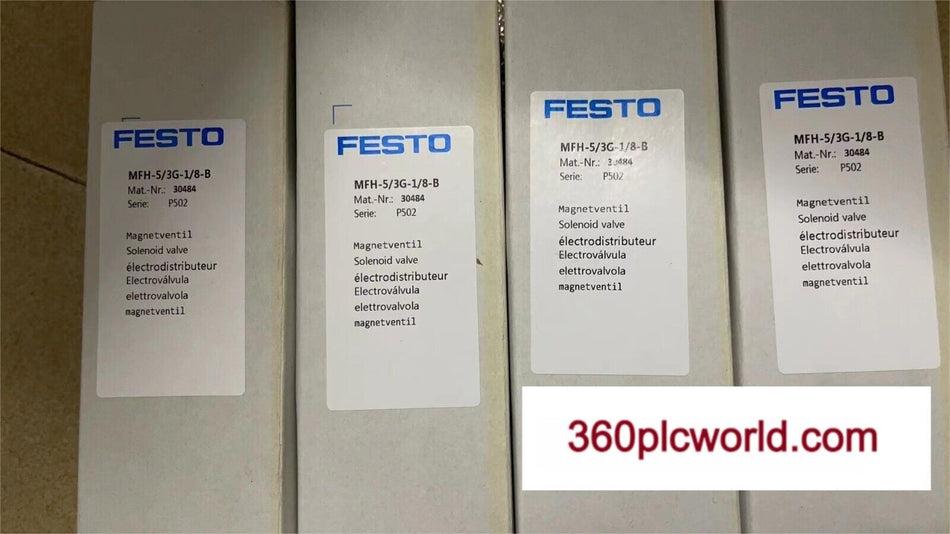 FESTO
MFH-5/3G-1/8-B
Mat.-Nr.: 30484
Serie: P502
Magnetventil
Solenoid valve
électrodistributeur
Electroválvula
elettrovalvola
magnetventil
FESTO
MFH-5/3G-1/8-B
Mat.-Nr.: 30484
Serie: P502
Magnetventil
Solenoid valve
électrodistributeur
Electroválvula
elettrovalvola
magnetventil
FESTO
MFH-5/3G-1/8-B
Mat.-Nr.: 30484
Serie: P502
Magnetventil
Solenoid valve
électrodistributeur
Electroválvula
elettrovalvola
magnetventil
FESTO
MFH-5/3G-1/8-B
Mat.-Nr.: 30484
Serie: P502
Magnetventil
Solenoid valve
électrodistributeur
Electroválvula
elettrovalvola
magnetventil
360plcworld.com